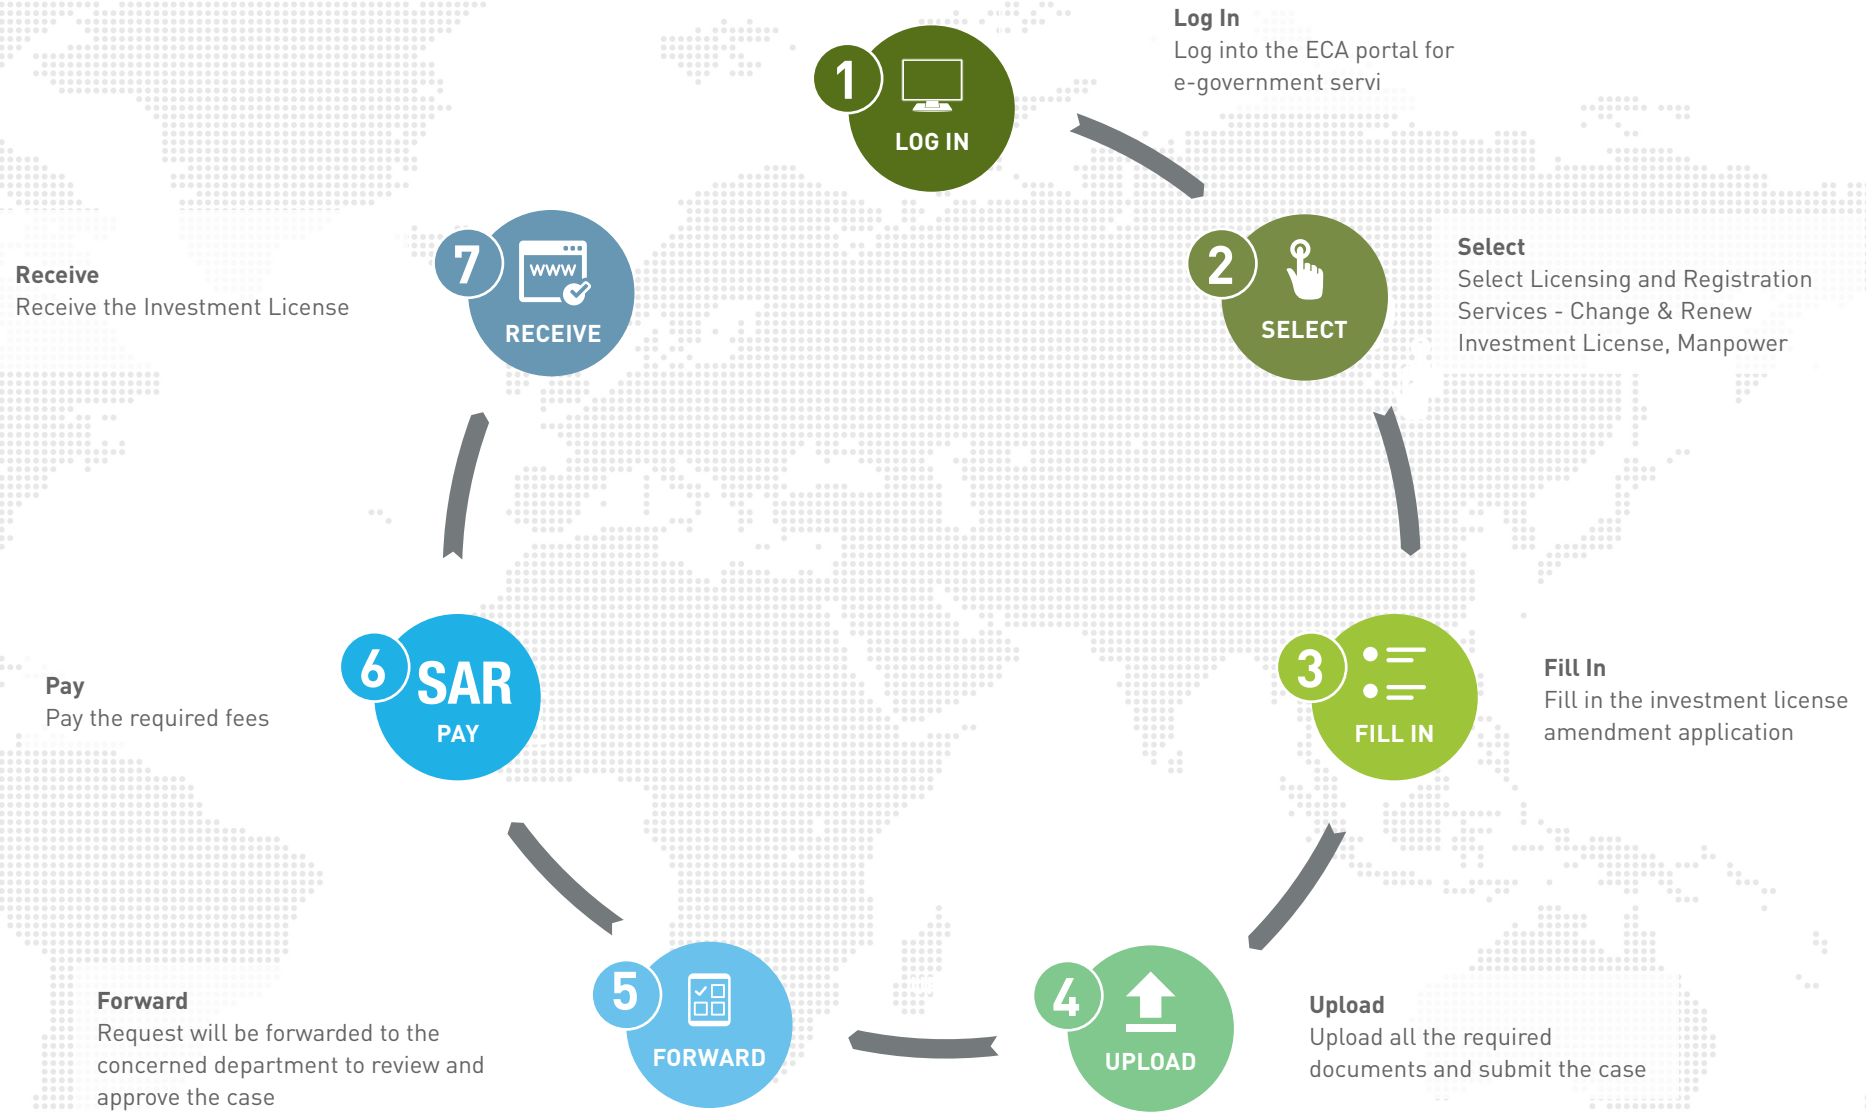 1
LOG IN
Log In
Log into the ECA portal for
e-government servi
2
SELECT
Select
Select Licensing and Registration
Services - Change & Renew
Investment License, Manpower
3
FILL IN
Fill In
Fill in the investment license
amendment application
4
UPLOAD
Upload
Upload all the required
documents and submit the case
5
FORWARD
Forward
Request will be forwarded to the
concerned department to review and
approve the case
6
SAR
PAY
Pay
Pay the required fees
7
WWW
RECEIVE
Receive
Receive the Investment License